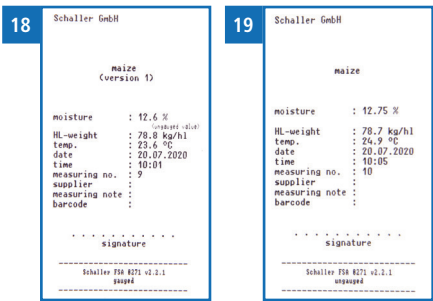 18
Schaller GmbH
maize
(version 1)
moisture : 12.6 %
(ungauged value)
HL-weight : 78.8 kg/hl
temp. : 23.6 °C
date : 20.07.2020
time : 10:01
measuring no. : 9
supplier :
measuring note :
barcode :
. . . . . . . . . . .
signature
Schaller FSA 8271 v2.2.1
gauged
19
Schaller GmbH
maize
moisture : 12.75 %
HL-weight : 78.7 kg/hl
temp. : 24.9 °C
date : 20.07.2020
time : 10:05
measuring no. : 10
supplier :
measuring note :
barcode :
. . . . . . . . . . .
signature
Schaller FSA 8271 v2.2.1
ungauged